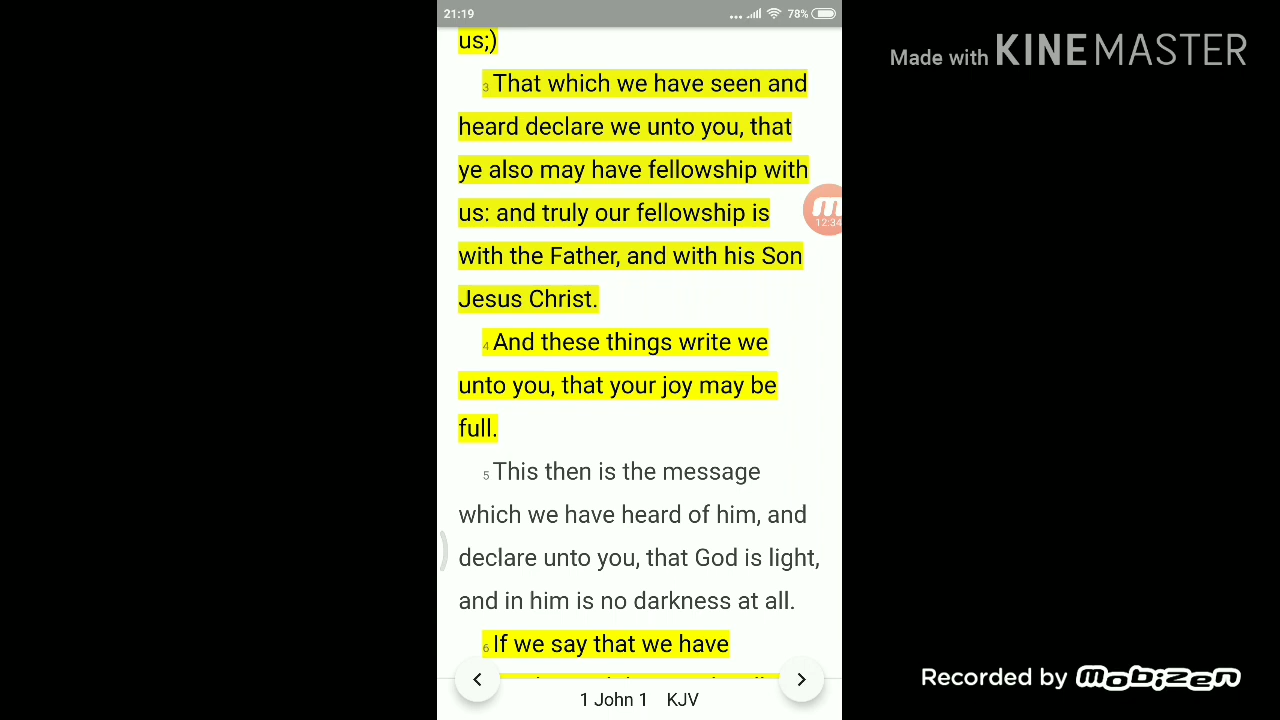 21:19
78%
Made with KINEMASTER
us;)
3 That which we have seen and
heard declare we unto you, that
ye also may have fellowship with
us: and truly our fellowship is
12:34
with the Father, and with his Son
Jesus Christ.
4 And these things write we
unto you, that your joy may be
full.
5 This then is the message
which we have heard of him, and
declare unto you, that God is light,
and in him is no darkness at all.
6 If we say that we have
1 John 1 KJV
Recorded by mobizen